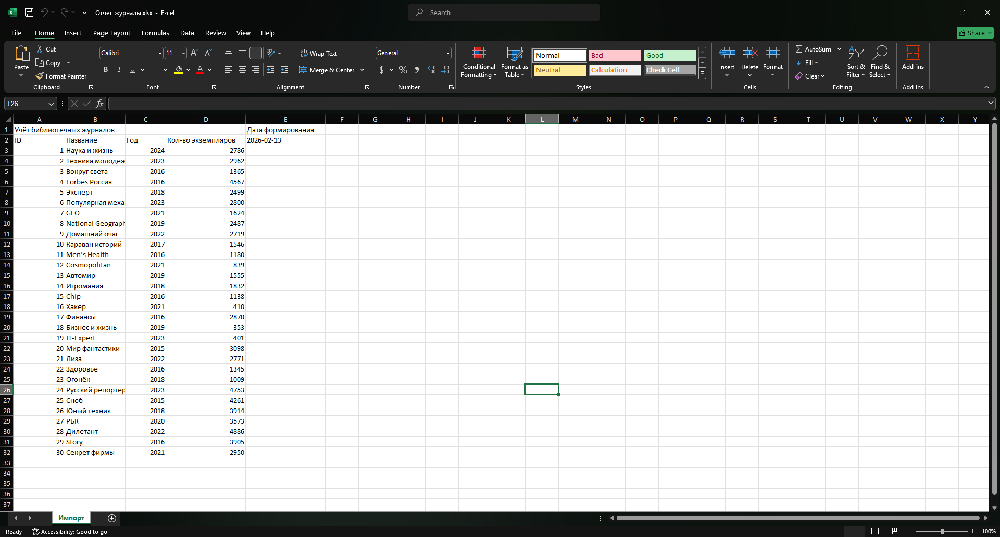 Отчет_журналы.xlsx - Excel
Search
File Home Insert Page Layout Formulas Data Review View Help
Share
Paste
Cut
Copy
Format Painter
Clipboard
Calibri 11
B I U
Font
Wrap Text
Merge & Center
Alignment
General
Number
Conditional Formatting
Format as Table
Normal Bad Good
Neutral Calculation Check Cell
Styles
Insert Delete Format
Cells
AutoSum
Fill
Clear
Sort & Filter
Find & Select
Editing
Add-ins
Add-ins
L26
fx
A B C D E F G H I J K L M N O P Q R S T U V W X Y
1 Учёт библиотечных журналов Дата формирования
2 ID Название Год Кол-во экземпляров 2026-02-13
3 1 Наука и жизнь 2024 2786
4 2 Техника молодеж 2023 2962
5 3 Вокруг света 2016 1365
6 4 Forbes Россия 2016 4567
7 5 Эксперт 2018 2499
8 6 Популярная меха 2023 2800
9 7 GEO 2021 1624
10 8 National Geograph 2019 2487
11 9 Домашний очаг 2022 2719
12 10 Караван историй 2017 1546
13 11 Men’s Health 2016 1180
14 12 Cosmopolitan 2021 839
15 13 Автомир 2019 1555
16 14 Игромания 2018 1832
17 15 Chip 2016 1138
18 16 Хакер 2021 410
19 17 Финансы 2016 2870
20 18 Бизнес и жизнь 2019 353
21 19 IT-Expert 2023 401
22 20 Мир фантастики 2015 3098
23 21 Лиза 2022 2771
24 22 Здоровье 2016 1345
25 23 Огонёк 2018 1009
26 24 Русский репортёр 2023 4753
27 25 Сноб 2015 4261
28 26 Юный техник 2018 3914
29 27 РБК 2020 3573
30 28 Дилетант 2022 4886
31 29 Story 2016 3905
32 30 Секрет фирмы 2021 2950
33
34
35
36
37
Импорт
Ready Accessibility: Good to go 100%